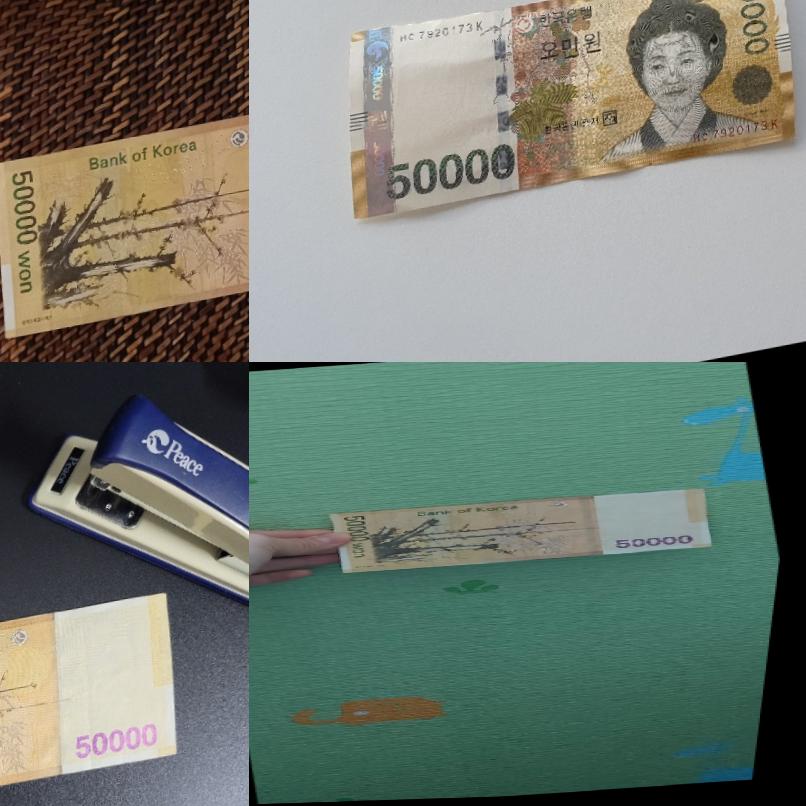 Bank of Korea
50000 won
HC 7920173 K
한국은행
오만원
50000
HC 7920173 K
Peace
Peace
50000
Bank of Korea
50000 won
50000